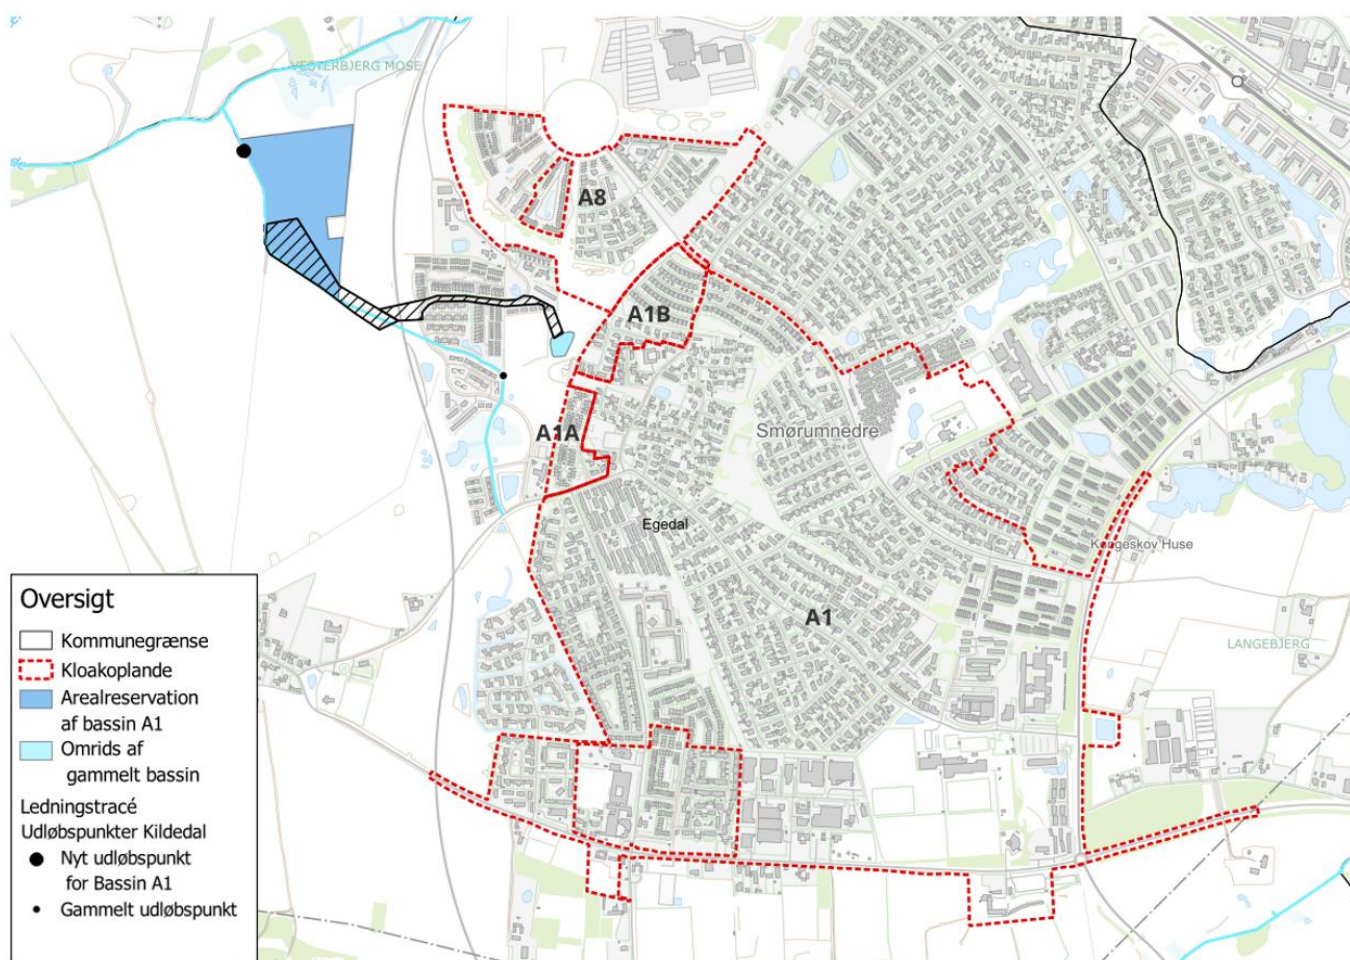 VESTERBJERG MOSE
A8
A1B
A1A
Smørumnedre
Egedal
Kongeskov Huse
A1
LANGEBJERG
Oversigt
Kommunegrænse
Kloakoplande
Arealreservation
af bassin A1
Omrids af
gammelt bassin
Ledningstracé
Udløbspunkter Kildedal
Nyt udløbspunkt
for Bassin A1
Gammelt udløbspunkt